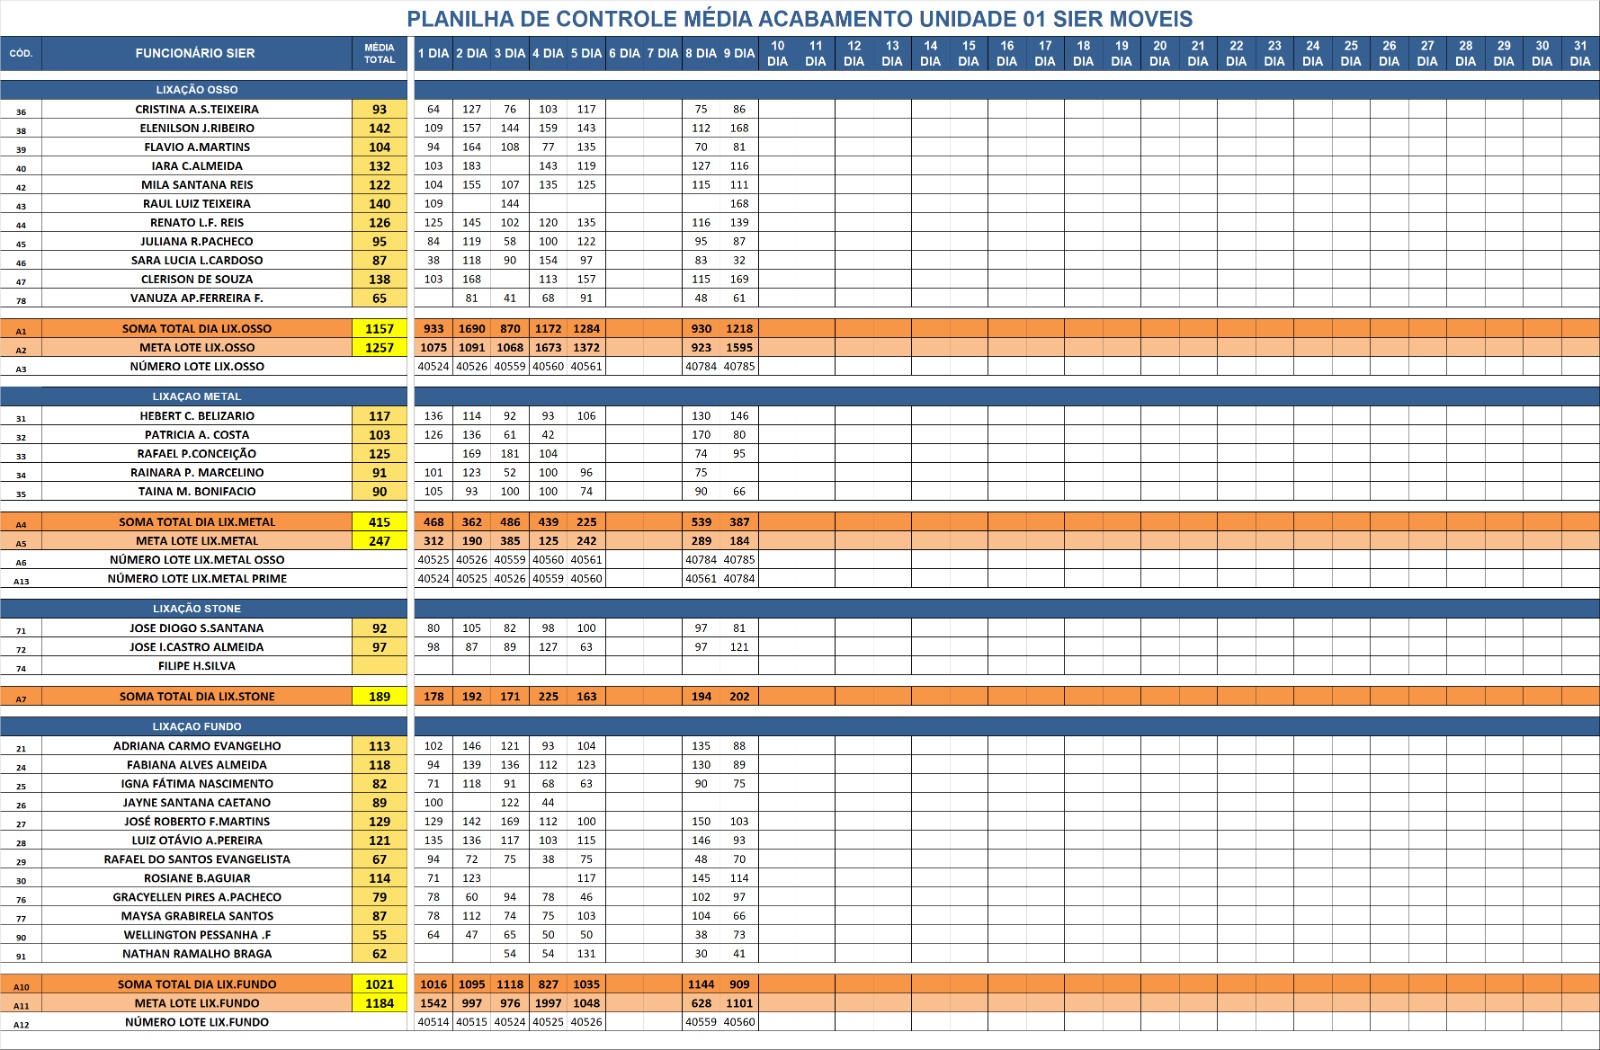 PLANILHA DE CONTROLE MÉDIA ACABAMENTO UNIDADE 01 SIER MOVEIS
CÓD. FUNCIONÁRIO SIER MÉDIA TOTAL 1 DIA 2 DIA 3 DIA 4 DIA 5 DIA 6 DIA 7 DIA 8 DIA 9 DIA 10 DIA 11 DIA 12 DIA 13 DIA 14 DIA 15 DIA 16 DIA 17 DIA 18 DIA 19 DIA 20 DIA 21 DIA 22 DIA 23 DIA 24 DIA 25 DIA 26 DIA 27 DIA 28 DIA 29 DIA 30 DIA 31 DIA
LIXAÇÃO OSSO
36 CRISTINA A.S.TEIXEIRA 93 64 127 76 103 117 75 86
38 ELENILSON J.RIBEIRO 142 109 157 144 159 143 112 168
39 FLAVIO A.MARTINS 104 94 164 108 77 135 70 81
40 IARA C.ALMEIDA 132 103 183 143 119 127 116
42 MILA SANTANA REIS 122 104 155 107 135 125 115 111
43 RAUL LUIZ TEIXEIRA 140 109 144 168
44 RENATO L.F. REIS 126 125 145 102 120 135 116 139
45 JULIANA R.PACHECO 95 84 119 58 100 122 95 87
46 SARA LUCIA L.CARDOSO 87 38 118 90 154 97 83 32
47 CLERISON DE SOUZA 138 103 168 113 157 115 169
78 VANUZA AP.FERREIRA F. 65 81 41 68 91 48 61
A1 SOMA TOTAL DIA LIX.OSSO 1157 933 1690 870 1172 1284 930 1218
A2 META LOTE LIX.OSSO 1257 1075 1091 1068 1673 1372 923 1595
A3 NÚMERO LOTE LIX.OSSO 40524 40526 40559 40560 40561 40784 40785
LIXAÇAO METAL
31 HEBERT C. BELIZARIO 117 136 114 92 93 106 130 146
32 PATRICIA A. COSTA 103 126 136 61 42 170 80
33 RAFAEL P.CONCEIÇÃO 125 169 181 104 74 95
34 RAINARA P. MARCELINO 91 101 123 52 100 96 75
35 TAINA M. BONIFACIO 90 105 93 100 100 74 90 66
A4 SOMA TOTAL DIA LIX.METAL 415 468 362 486 439 225 539 387
A5 META LOTE LIX.METAL 247 312 190 385 125 242 289 184
A6 NÚMERO LOTE LIX.METAL OSSO 40525 40526 40559 40560 40561 40784 40785
A13 NÚMERO LOTE LIX.METAL PRIME 40524 40525 40526 40559 40560 40561 40784
LIXAÇÃO STONE
71 JOSE DIOGO S.SANTANA 92 80 105 82 98 100 97 81
72 JOSE I.CASTRO ALMEIDA 97 98 87 89 127 63 97 121
74 FILIPE H.SILVA
A7 SOMA TOTAL DIA LIX.STONE 189 178 192 171 225 163 194 202
LIXAÇAO FUNDO
21 ADRIANA CARMO EVANGELHO 113 102 146 121 93 104 135 88
24 FABIANA ALVES ALMEIDA 118 94 139 136 112 123 130 89
25 IGNA FÁTIMA NASCIMENTO 82 71 118 91 68 63 90 75
26 JAYNE SANTANA CAETANO 89 100 122 44
27 JOSÉ ROBERTO F.MARTINS 129 129 142 169 112 100 150 103
28 LUIZ OTÁVIO A.PEREIRA 121 135 136 117 103 115 146 93
29 RAFAEL DO SANTOS EVANGELISTA 67 94 72 75 38 75 48 70
30 ROSIANE B.AGUIAR 114 71 123 117 145 114
76 GRACYELLEN PIRES A.PACHECO 79 78 60 94 78 46 102 97
77 MAYSA GRABIRELA SANTOS 87 78 112 74 75 103 104 66
90 WELLINGTON PESSANHA .F 55 64 47 65 50 50 38 73
91 NATHAN RAMALHO BRAGA 62 54 54 131 30 41
A10 SOMA TOTAL DIA LIX.FUNDO 1021 1016 1095 1118 827 1035 1144 909
A11 META LOTE LIX.FUNDO 1184 1542 997 976 1997 1048 628 1101
A12 NÚMERO LOTE LIX.FUNDO 40514 40515 40524 40525 40526 40559 40560